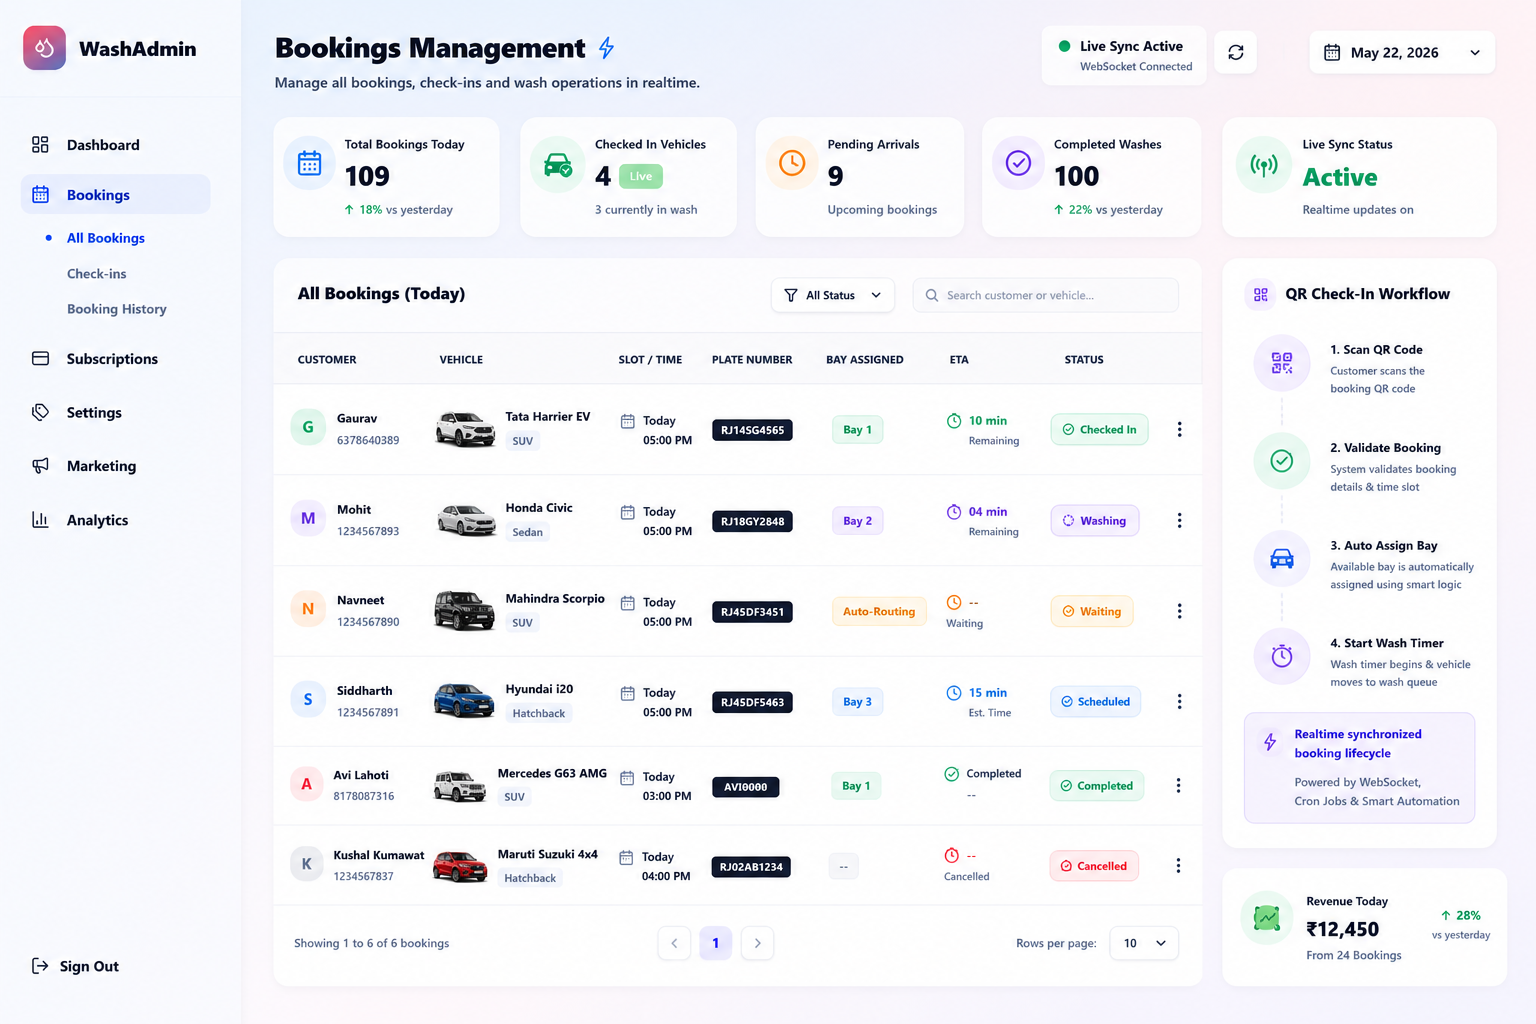 WashAdmin
Dashboard
Bookings
All Bookings
Check-ins
Booking History
Subscriptions
Settings
Marketing
Analytics
Sign Out
Bookings Management
Manage all bookings, check-ins and wash operations in realtime.
Live Sync Active
WebSocket Connected
May 22, 2026
Total Bookings Today
109
↑ 18% vs yesterday
Checked In Vehicles
4 Live
3 currently in wash
Pending Arrivals
9
Upcoming bookings
Completed Washes
100
↑ 22% vs yesterday
Live Sync Status
Active
Realtime updates on
All Bookings (Today)
All Status
Search customer or vehicle...
CUSTOMER VEHICLE SLOT / TIME PLATE NUMBER BAY ASSIGNED ETA STATUS
G Gaurav Tata Harrier EV Today RJ14SG4565 Bay 1 10 min Checked In
6378640389 SUV 05:00 PM Remaining
M Mohit Honda Civic Today RJ18GY2848 Bay 2 04 min Washing
1234567893 Sedan 05:00 PM Remaining
N Navneet Mahindra Scorpio Today RJ45DF3451 Auto-Routing -- Waiting
1234567890 SUV 05:00 PM Waiting
S Siddharth Hyundai i20 Today RJ45DF5463 Bay 3 15 min Scheduled
1234567891 Hatchback 05:00 PM Est. Time
A Avi Lahoti Mercedes G63 AMG Today AVI0000 Bay 1 Completed Completed
8178087316 SUV 03:00 PM --
K Kushal Kumawat Maruti Suzuki 4x4 Today RJ02AB1234 -- -- Cancelled
1234567837 Hatchback 04:00 PM Cancelled
Showing 1 to 6 of 6 bookings
1
Rows per page: 10
QR Check-In Workflow
1. Scan QR Code
Customer scans the
booking QR code
2. Validate Booking
System validates booking
details & time slot
3. Auto Assign Bay
Available bay is automatically
assigned using smart logic
4. Start Wash Timer
Wash timer begins & vehicle
moves to wash queue
Realtime synchronized
booking lifecycle
Powered by WebSocket,
Cron Jobs & Smart Automation
Revenue Today
₹12,450
From 24 Bookings
↑ 28%
vs yesterday